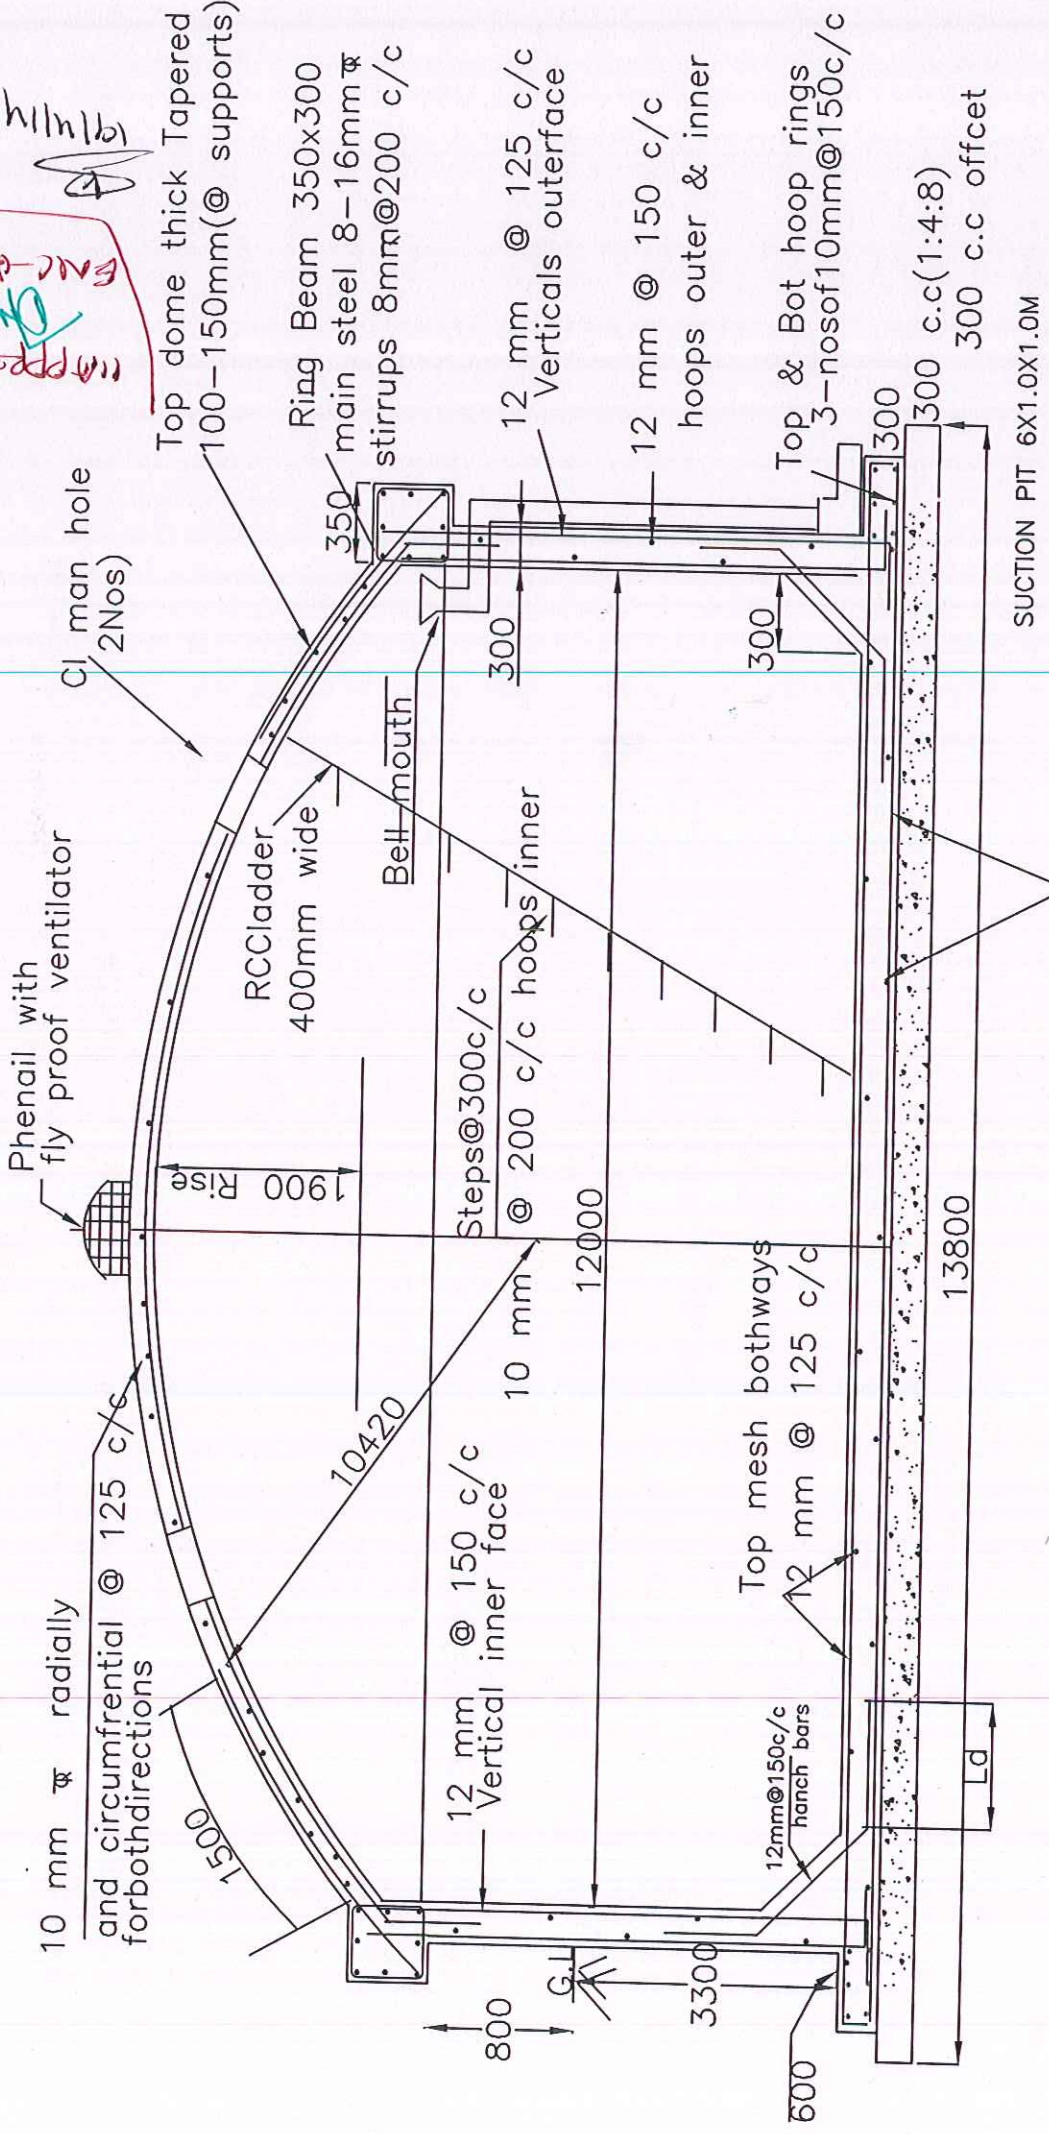 Phenail with
fly proof ventilator
CI man hole
2Nos)
Top dome thick Tapered
100-150mm(@ supports)
Ring Beam 350x300
main steel 8-16mm
stirrups 8mm@200 c/c
12 mm @ 125 c/c
Verticals outerface
12 mm @ 150 c/c
hoops outer & inner
Top & Bot hoop rings
3-nosof10mm@150c/c
300
300 c.c(1:4:8)
300 c.c offcet
SUCTION PIT 6X1.0X1.0M
10 mm radially
and circumfrential @ 125 c/c
forbothdirections
1500
1900 Rise
RCCladder
400mm wide
Bell mouth
350
300
300
Steps@300c/c
10 mm @ 200 c/c hoops inner
10420
12000
12 mm @ 150 c/c
Vertical inner face
Top mesh bothways
12 mm @ 125 c/c
12mm@150c/c
hanch bars
800
GL
3300
600
Ld
13800